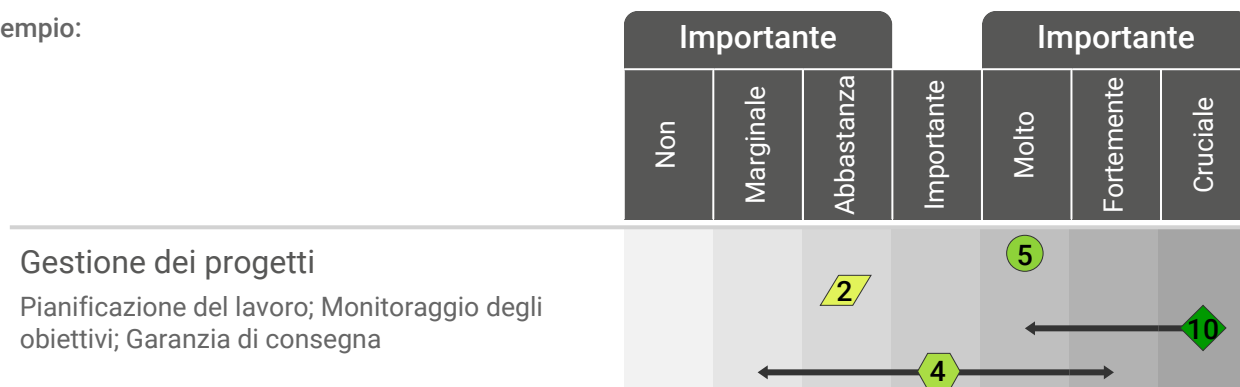 empio:
Importante
Importante
Non
Marginale
Abbastanza
Importante
Molto
Fortemente
Cruciale
Gestione dei progetti
5
Pianificazione del lavoro; Monitoraggio degli
2
obiettivi; Garanzia di consegna
10
4